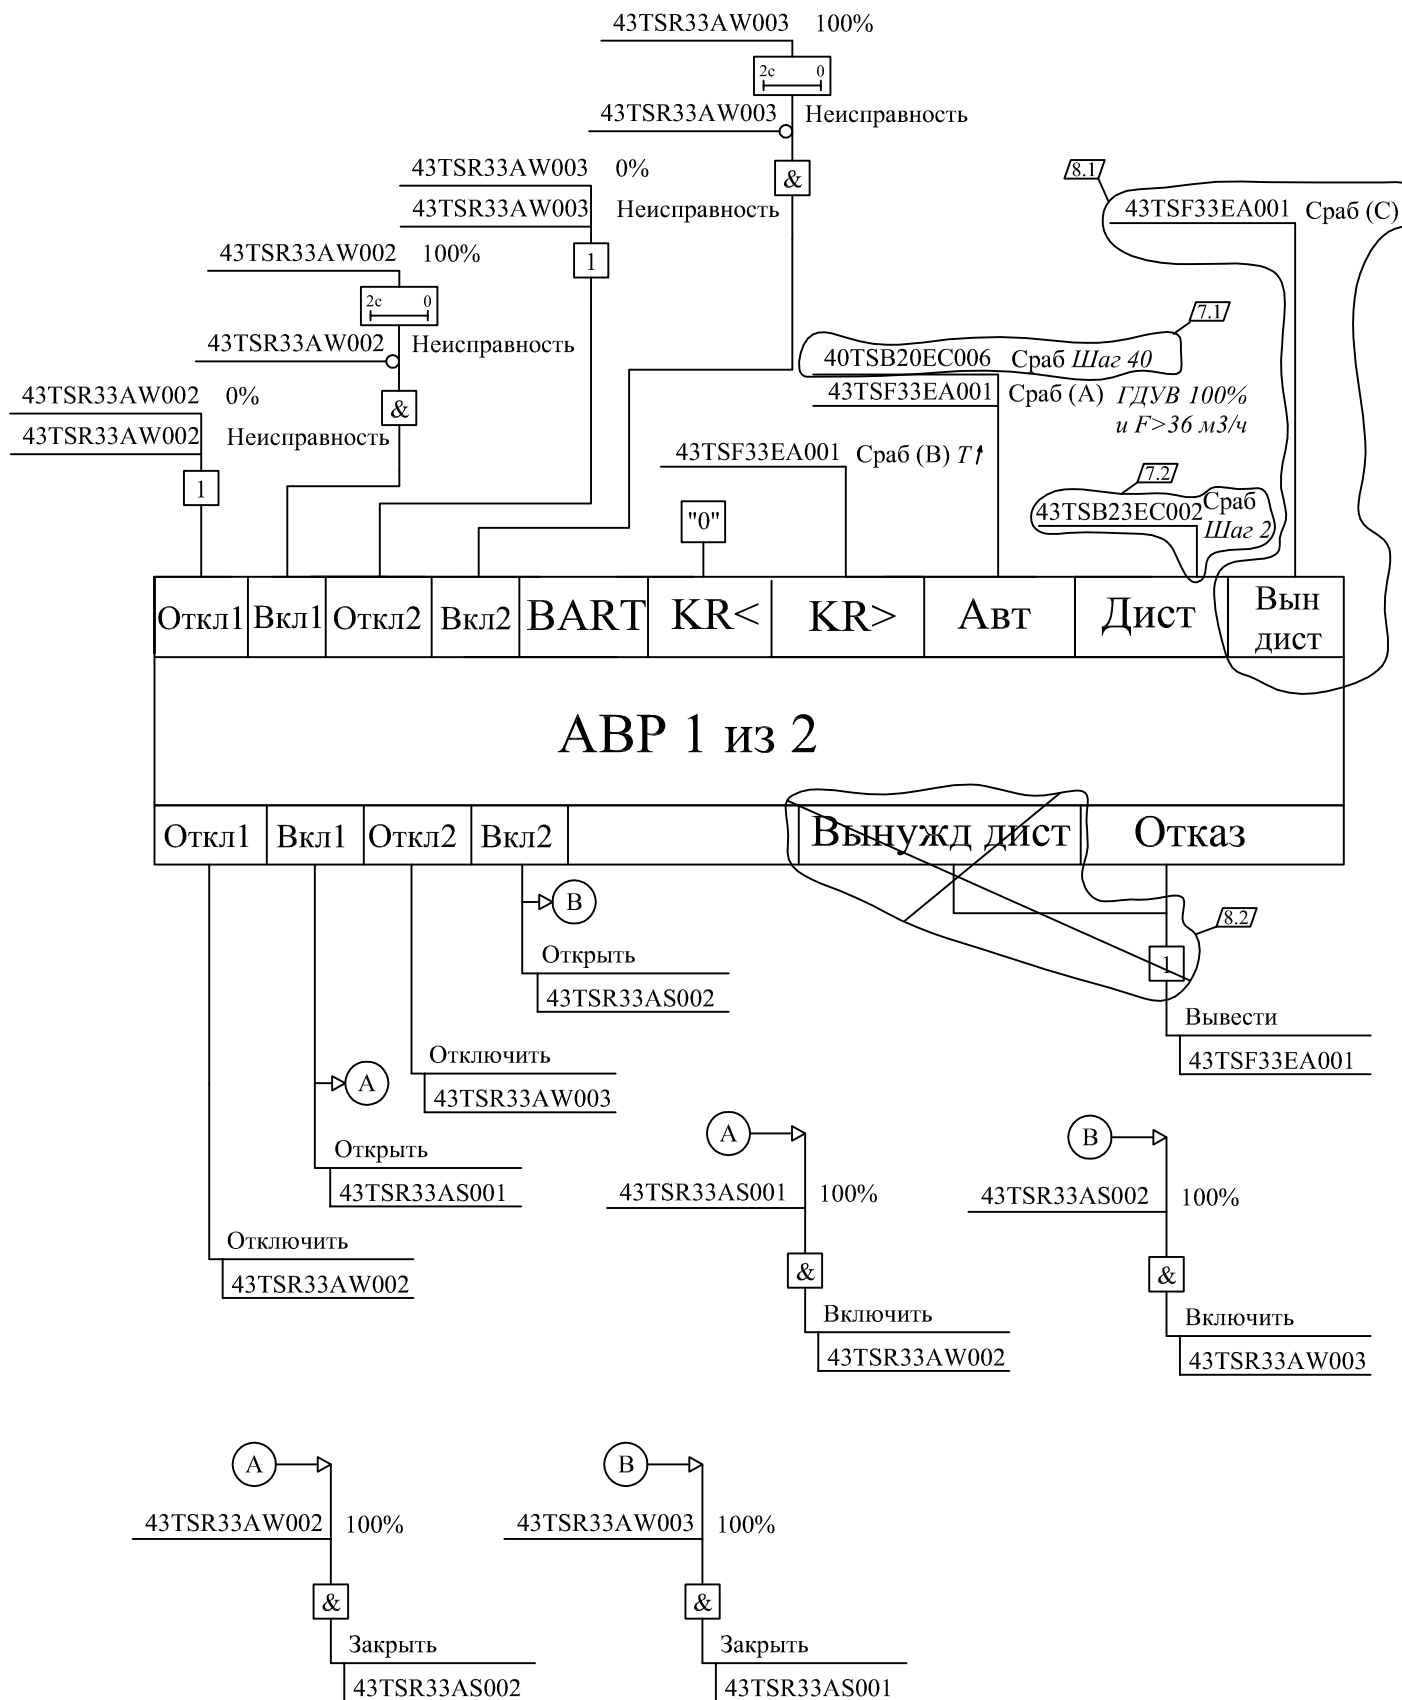 43TSR33AW003 100%
2с 0
43TSR33AW003 Неисправность
&
43TSR33AW003 0%
43TSR33AW003 Неисправность
1
8.1
43TSF33EA001 Сраб (С)
43TSR33AW002 100%
2с 0
43TSR33AW002 Неисправность
&
43TSR33AW002 0%
43TSR33AW002 Неисправность
1
7.1
40TSB20EC006 Сраб Шаг 40
43TSF33EA001 Сраб (А) ГДУВ 100%
и F>36 м3/ч
43TSF33EA001 Сраб (В) Т
7.2
43TSB23EC002 Сраб
Шаг 2
"0"
Откл1 Вкл1 Откл2 Вкл2 BART KR< KR> Авт Дист Вын
дист
АВР 1 из 2
Откл1 Вкл1 Откл2 Вкл2 Вынужд дист Отказ
В
8.2
Открыть
43TSR33AS002
1
Вывести
43TSF33EA001
Отключить
43TSR33AW003
А
Открыть
43TSR33AS001
Отключить
43TSR33AW002
А
43TSR33AS001 100%
&
Включить
43TSR33AW002
В
43TSR33AS002 100%
&
Включить
43TSR33AW003
А
43TSR33AW002 100%
&
Закрыть
43TSR33AS002
В
43TSR33AW003 100%
&
Закрыть
43TSR33AS001